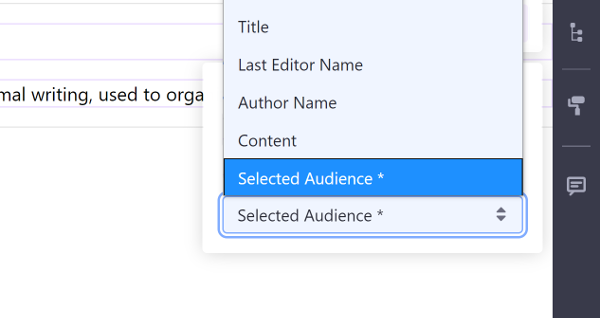 Title
Last Editor Name
mal writing, used to orga
Author Name
Content
Selected Audience *
Selected Audience *